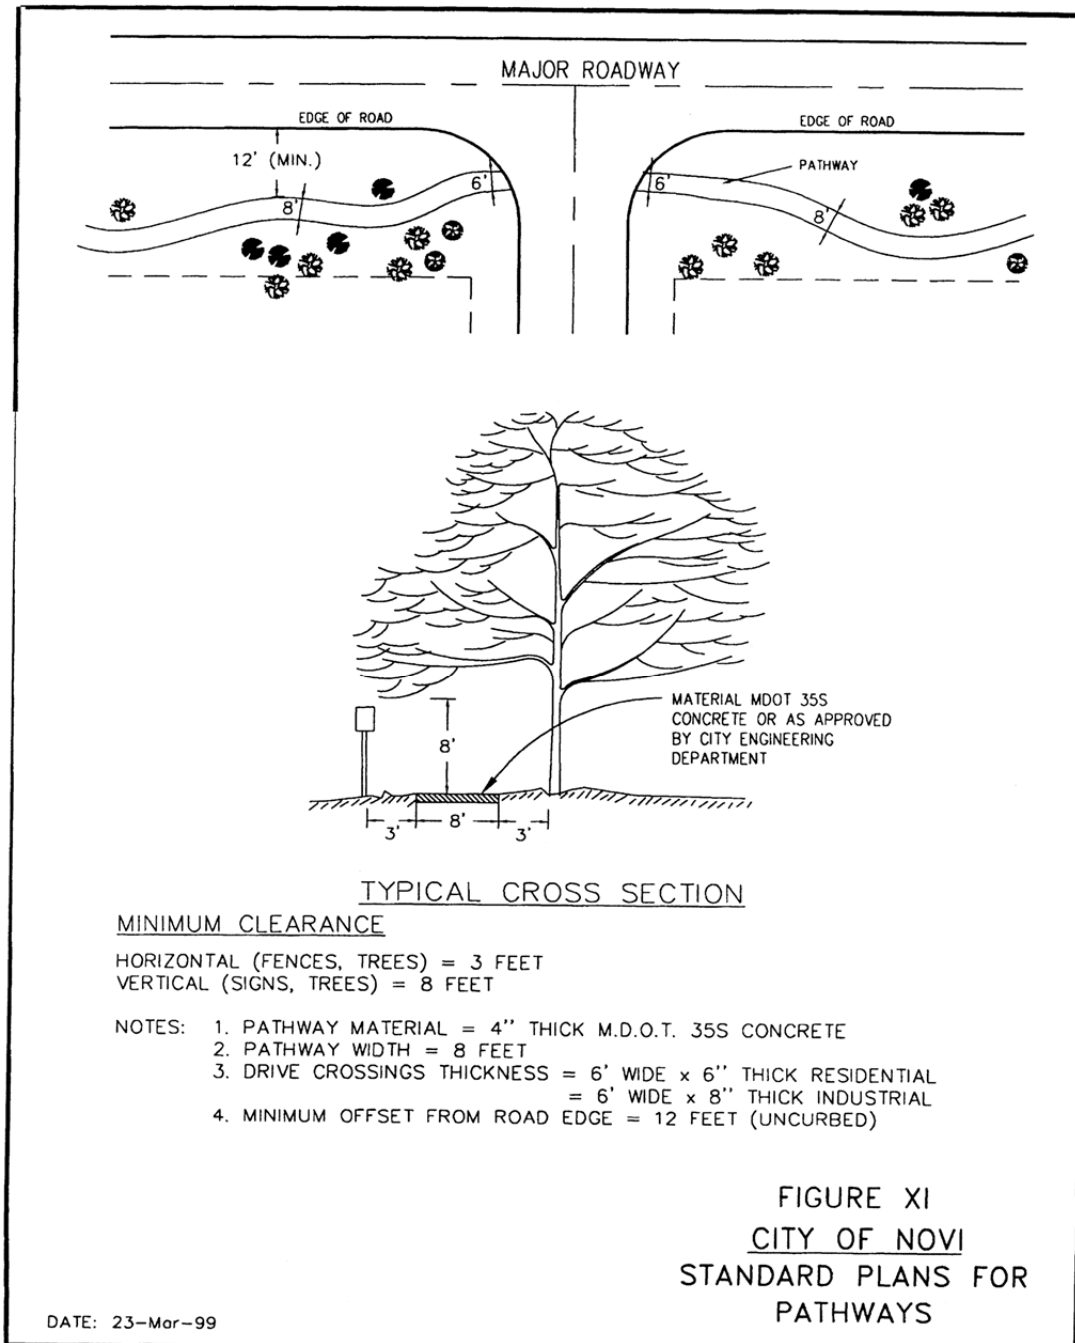 MAJOR ROADWAY
EDGE OF ROAD
EDGE OF ROAD
12' (MIN.)
PATHWAY
6'
6'
8'
8'
MATERIAL MDOT 35S
CONCRETE OR AS APPROVED
BY CITY ENGINEERING
DEPARTMENT
8'
3'
8'
3'
TYPICAL CROSS SECTION
MINIMUM CLEARANCE
HORIZONTAL (FENCES, TREES) = 3 FEET
VERTICAL (SIGNS, TREES) = 8 FEET
NOTES: 1. PATHWAY MATERIAL = 4" THICK M.D.O.T. 35S CONCRETE
2. PATHWAY WIDTH = 8 FEET
3. DRIVE CROSSINGS THICKNESS = 6' WIDE x 6" THICK RESIDENTIAL
= 6' WIDE x 8" THICK INDUSTRIAL
4. MINIMUM OFFSET FROM ROAD EDGE = 12 FEET (UNCURBED)
FIGURE XI
CITY OF NOVI
STANDARD PLANS FOR
PATHWAYS
DATE: 23-Mar-99